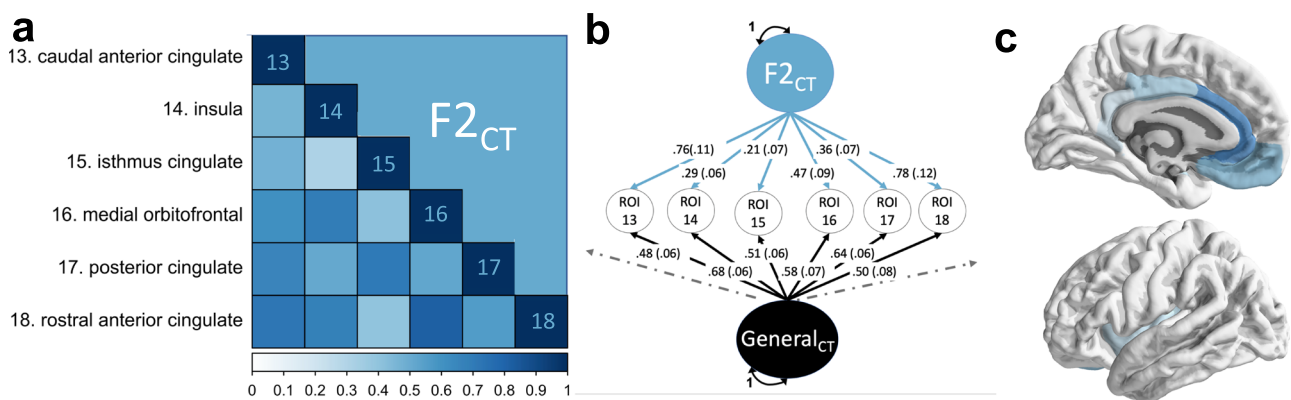 a
13. caudal anterior cingulate
14. insula
15. isthmus cingulate
16. medial orbitofrontal
17. posterior cingulate
18. rostral anterior cingulate
13
14
15
16
17
18
F2CT
0 0.1 0.2 0.3 0.4 0.5 0.6 0.7 0.8 0.9 1
b
1
F2CT
.76(.11) .21 (.07) .36 (.07)
.29 (.06) .47 (.09) .78 (.12)
ROI 13
ROI 14
ROI 15
ROI 16
ROI 17
ROI 18
.48 (.06) .51 (.06) .64 (.06)
.68 (.06) .58 (.07) .50 (.08)
GeneralCT
1
c